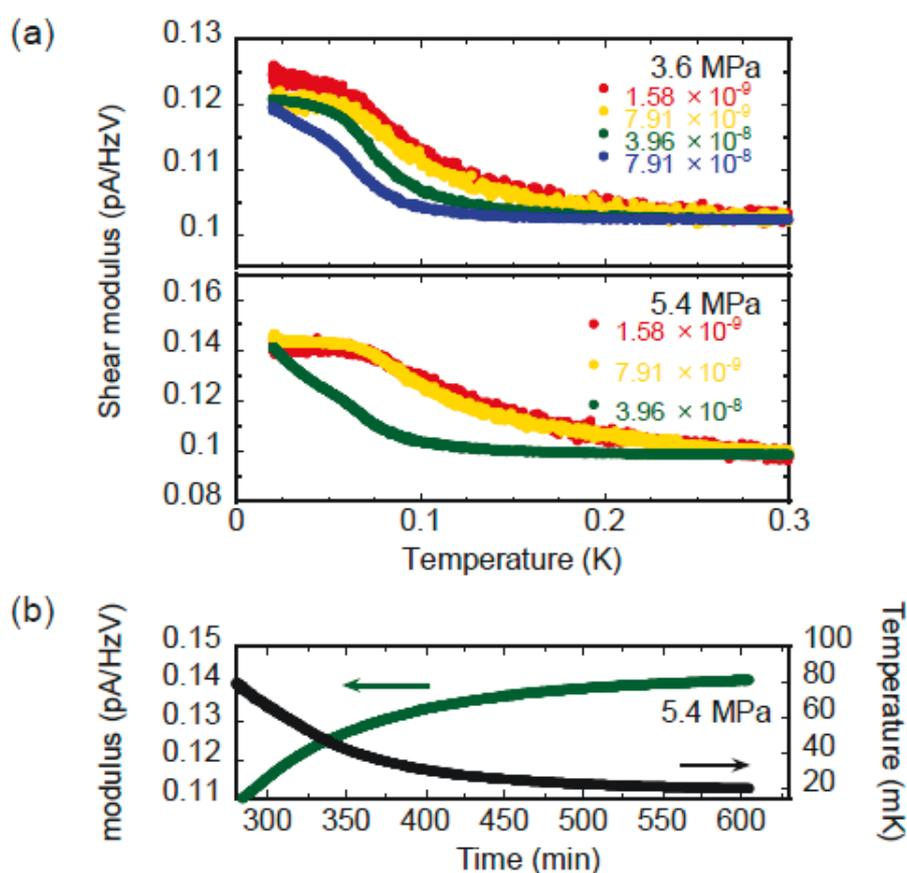 (a)
0.13
0.12
0.11
0.1
3.6 MPa
1.58 × 10⁻⁹
7.91 × 10⁻⁹
3.96 × 10⁻⁸
7.91 × 10⁻⁸
Shear modulus (pA/HzV)
0.16
0.14
0.12
0.1
0.08
5.4 MPa
1.58 × 10⁻⁹
7.91 × 10⁻⁹
3.96 × 10⁻⁸
0 0.1 0.2 0.3
Temperature (K)
(b)
modulus (pA/HzV)
0.15
0.14
0.13
0.12
0.11
5.4 MPa
100
80
60
40
20
Temperature (mK)
300 350 400 450 500 550 600
Time (min)